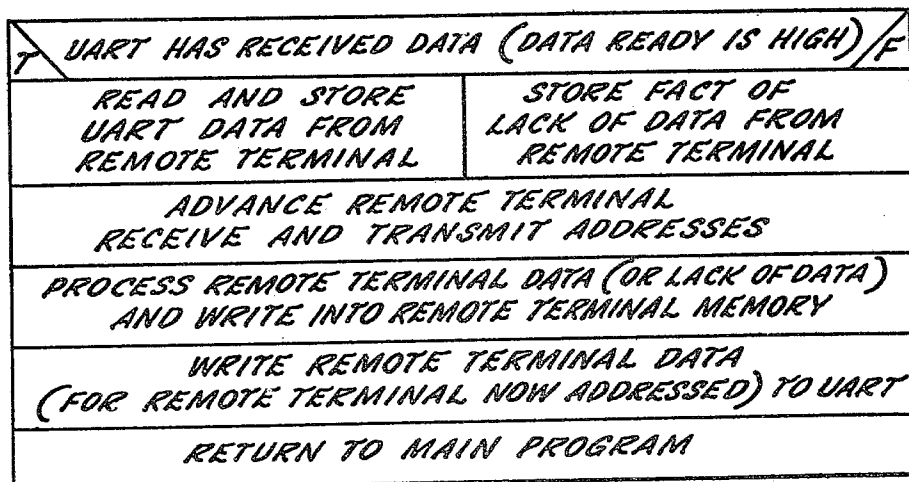 T UART HAS RECEIVED DATA (DATA READY IS HIGH) F
READ AND STORE
UART DATA FROM
REMOTE TERMINAL
STORE FACT OF
LACK OF DATA FROM
REMOTE TERMINAL
ADVANCE REMOTE TERMINAL
RECEIVE AND TRANSMIT ADDRESSES
PROCESS REMOTE TERMINAL DATA (OR LACK OF DATA)
AND WRITE INTO REMOTE TERMINAL MEMORY
WRITE REMOTE TERMINAL DATA
(FOR REMOTE TERMINAL NOW ADDRESSED) TO UART
RETURN TO MAIN PROGRAM